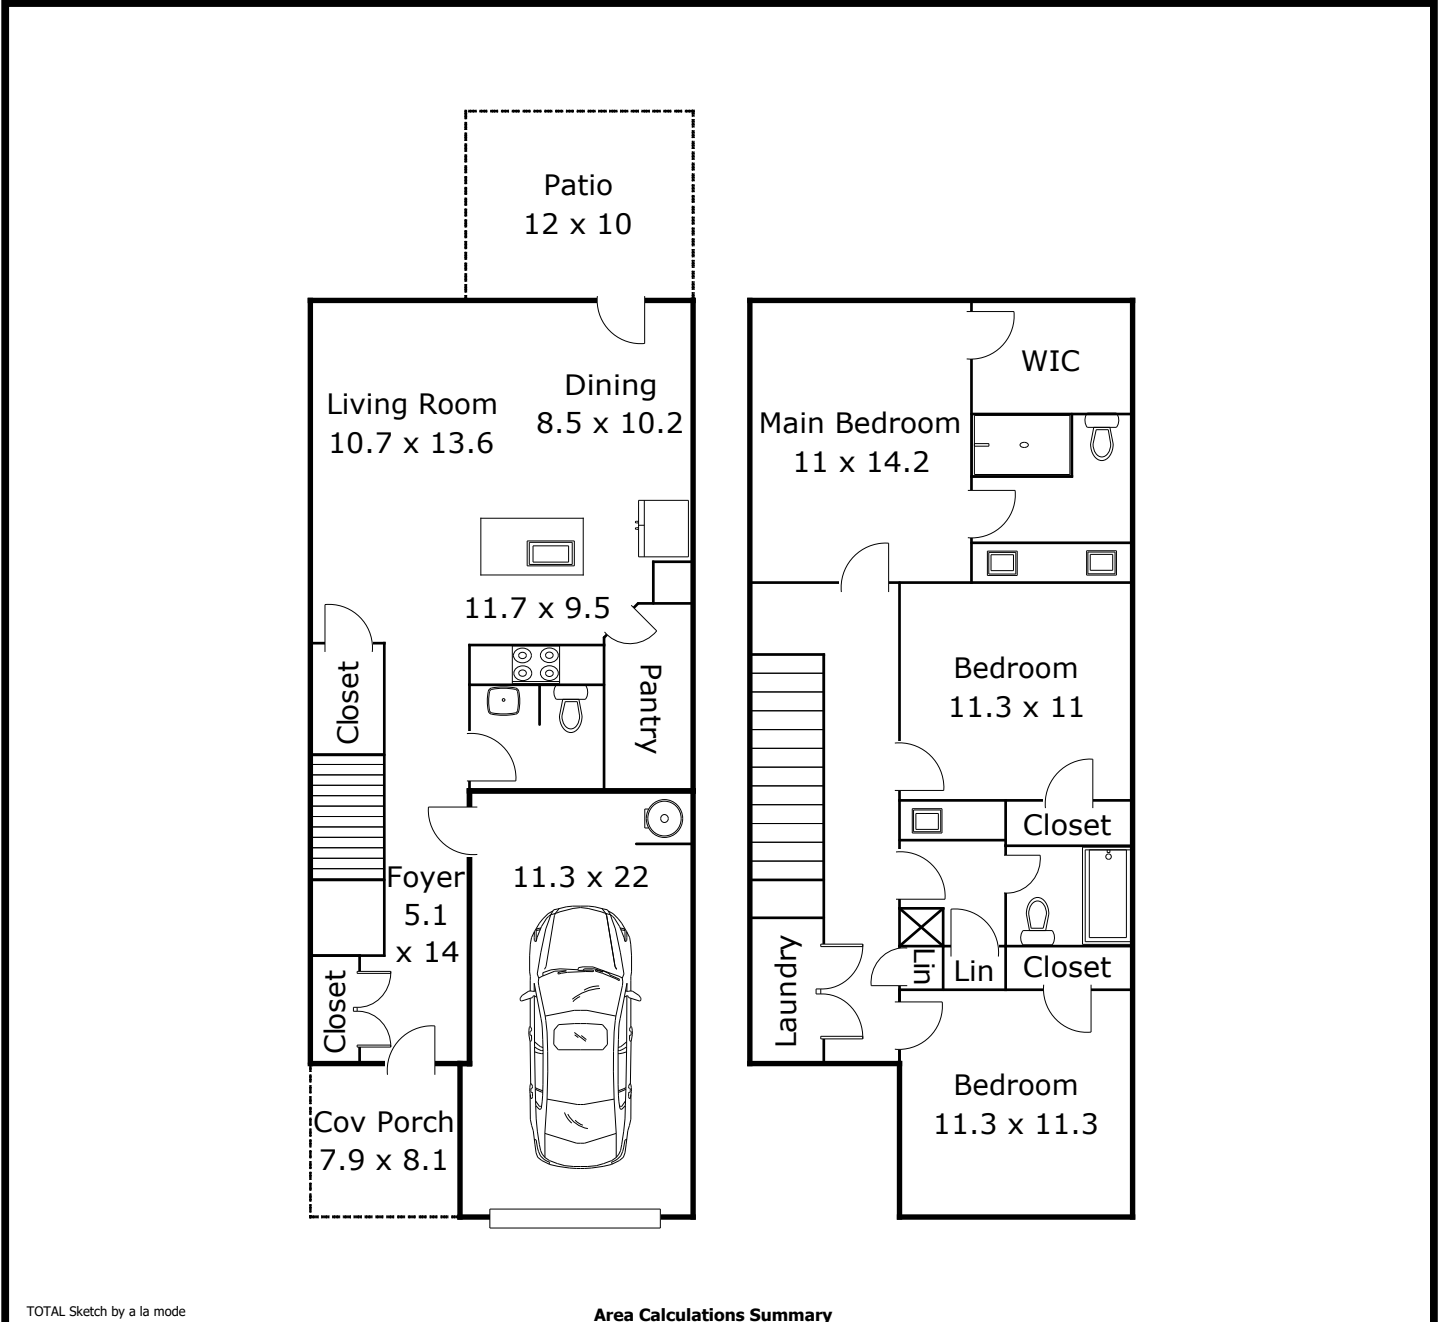 Patio
12 x 10
Living Room
10.7 x 13.6
Dining
8.5 x 10.2
11.7 x 9.5
Closet
Pantry
Foyer
5.1
x 14
11.3 x 22
Closet
Cov Porch
7.9 x 8.1
WIC
Main Bedroom
11 x 14.2
Bedroom
11.3 x 11
Closet
Laundry
Lin
Lin
Closet
Bedroom
11.3 x 11.3
TOTAL Sketch by a la mode
Area Calculations Summary